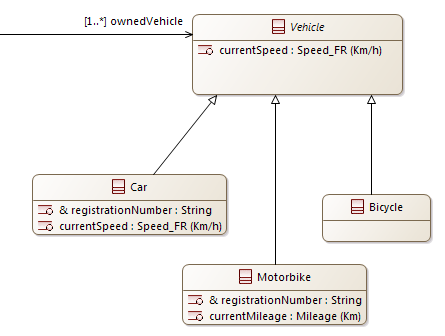 [1..*] ownedVehicle
Vehicle
currentSpeed : Speed_FR (Km/h)
Car
& registrationNumber : String
currentSpeed : Speed_FR (Km/h)
Bicycle
Motorbike
& registrationNumber : String
currentMileage : Mileage (Km)